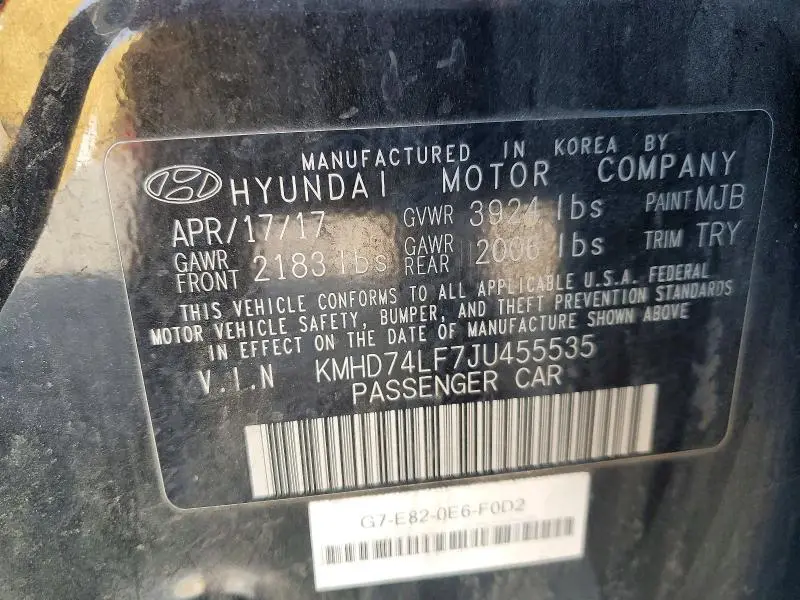 MANUFACTURED IN KOREA BY
HYUNDAI MOTOR COMPANY
APR/17/17 GVWR 3924 lbs PAINT MJB
GAWR FRONT 2183 lbs GAWR REAR 2006 lbs TRIM TRY
THIS VEHICLE CONFORMS TO ALL APPLICABLE U.S.A. FEDERAL
MOTOR VEHICLE SAFETY, BUMPER, AND THEFT PREVENTION STANDARDS
IN EFFECT ON THE DATE OF MANUFACTURE SHOWN ABOVE
V.I.N KMHD74LF7JU455535
PASSENGER CAR
G7-E82-0E6-F0D2